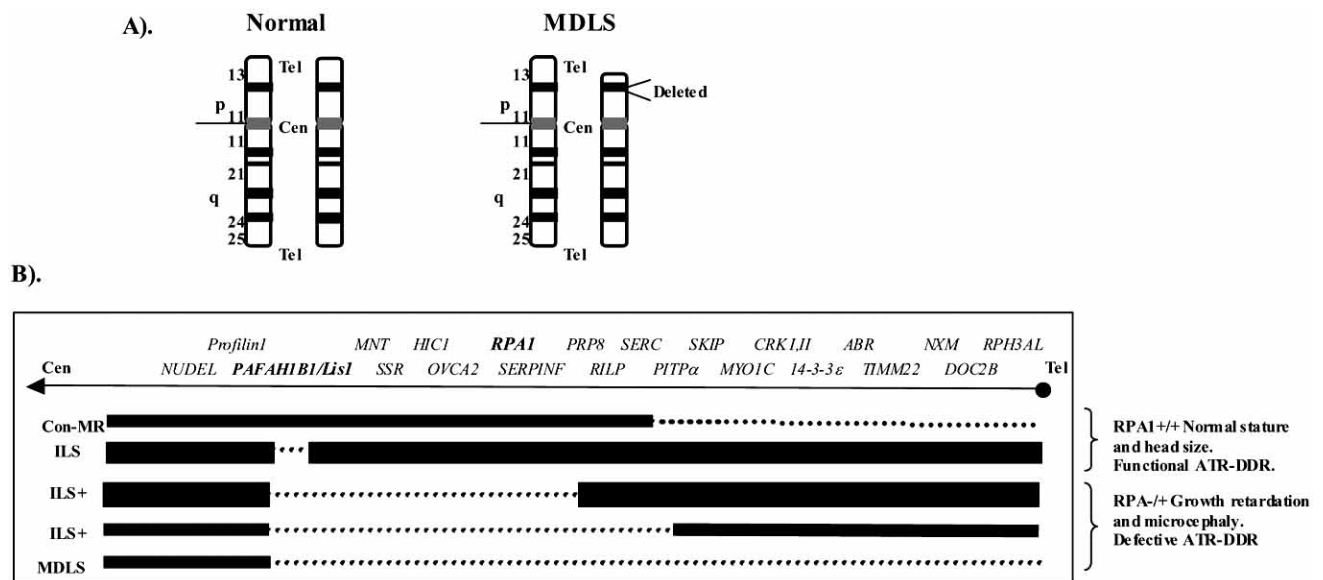 A).
Normal
MDLS
13
Tel
p
11
Cen
11
21
q
24
25
Tel
13
Tel
Deleted
p
11
Cen
11
21
q
24
25
Tel
B).
Profilin1 MNT HIC1 RPA1 PRP8 SERC SKIP CRK I,II ABR NXM RPH3AL
Cen NUDEL PAFAH1B1/Lis1 SSR OVCA2 SERPINF RILP PITPα MYO1C 14-3-3ε TIMM22 DOC2B Tel
Con-MR
ILS
ILS+
ILS+
MDLS
RPA1+/+ Normal stature
and head size.
Functional ATR-DDR.
RPA-/+ Growth retardation
and microcephaly.
Defective ATR-DDR